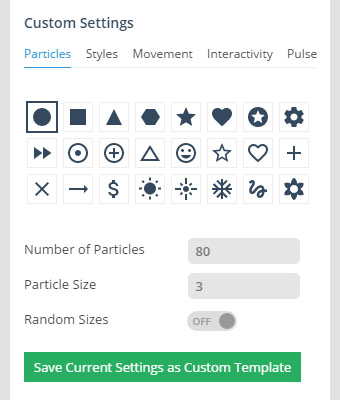 Custom Settings
Particles Styles Movement Interactivity Pulse
Number of Particles 80
Particle Size 3
Random Sizes OFF
Save Current Settings as Custom Template